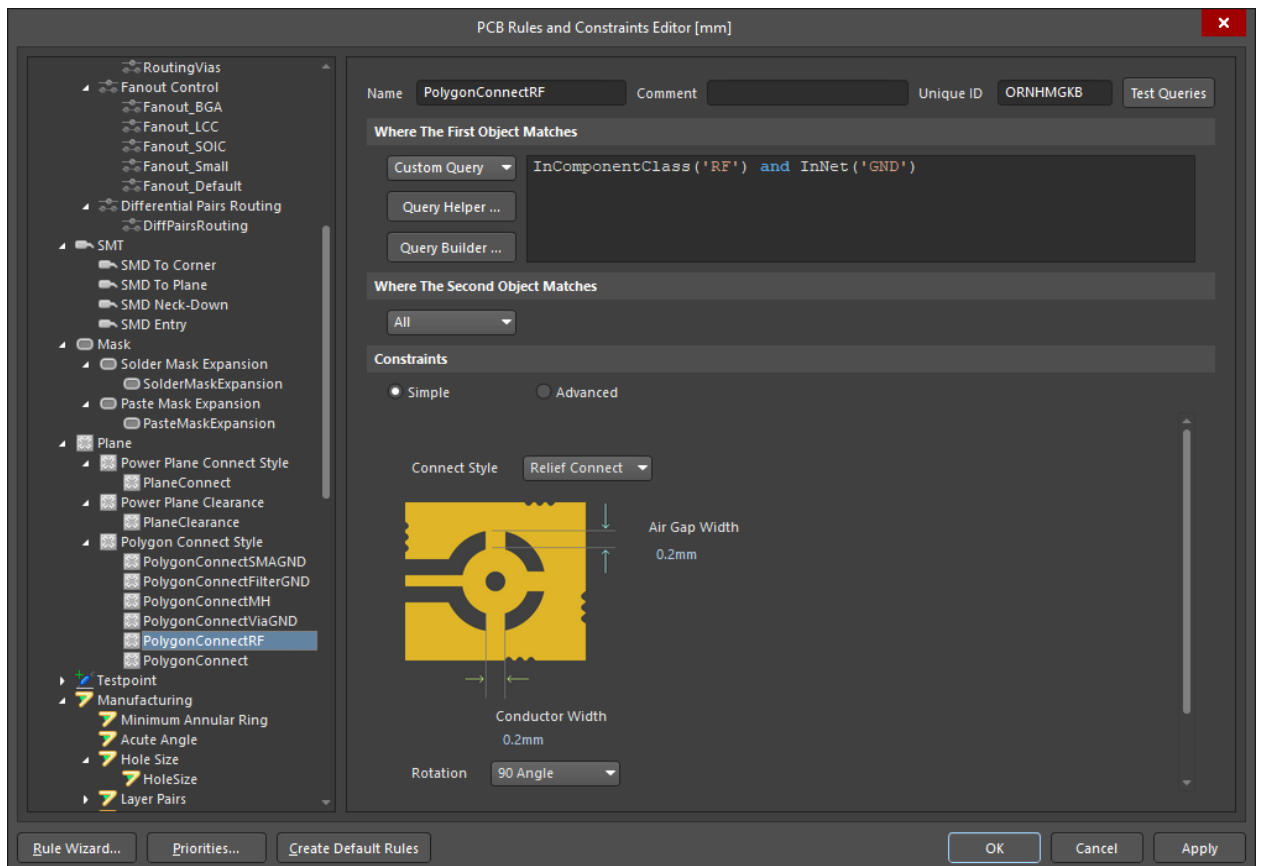 PCB Rules and Constraints Editor [mm]
RoutingVias
Fanout Control
Fanout_BGA
Fanout_LCC
Fanout_SOIC
Fanout_Small
Fanout_Default
Differential Pairs Routing
DiffPairsRouting
SMT
SMD To Corner
SMD To Plane
SMD Neck-Down
SMD Entry
Mask
Solder Mask Expansion
SolderMaskExpansion
Paste Mask Expansion
PasteMaskExpansion
Plane
Power Plane Connect Style
PlaneConnect
Power Plane Clearance
PlaneClearance
Polygon Connect Style
PolygonConnectSMAGND
PolygonConnectFilterGND
PolygonConnectMH
PolygonConnectViaGND
PolygonConnectRF
PolygonConnect
Testpoint
Manufacturing
Minimum Annular Ring
Acute Angle
Hole Size
HoleSize
Layer Pairs
Name PolygonConnectRF Comment Unique ID ORNHMGKB Test Queries
Where The First Object Matches
Custom Query InComponentClass('RF') and InNet('GND')
Query Helper ...
Query Builder ...
Where The Second Object Matches
All
Constraints
Simple Advanced
Connect Style Relief Connect
Air Gap Width
0.2mm
Conductor Width
0.2mm
Rotation 90 Angle
Rule Wizard... Priorities... Create Default Rules OK Cancel Apply